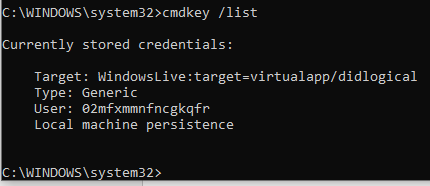 C:\WINDOWS\system32>cmdkey /list
Currently stored credentials:
Target: WindowsLive:target=virtualapp/didlogical
Type: Generic
User: 02mfxmmnfncgkqfr
Local machine persistence
C:\WINDOWS\system32>